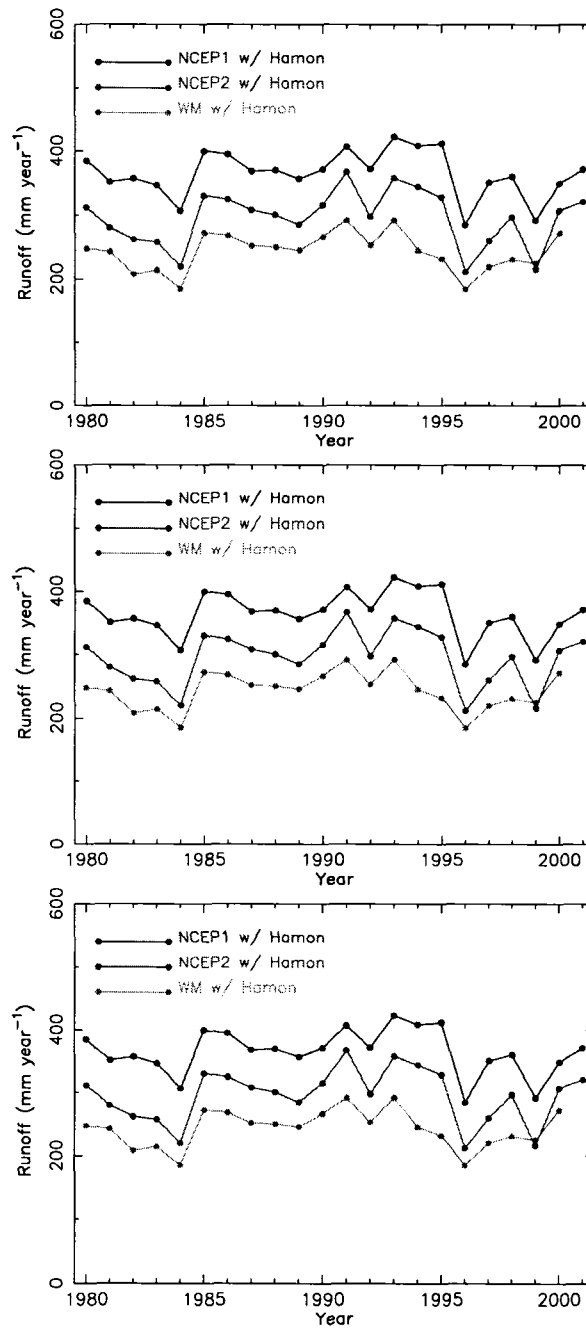 600
NCEP1 w/ Hamon
NCEP2 w/ Hamon
WM w/ Hamon
400
Runoff (mm year⁻¹)
200
0
1980 1985 1990 1995 2000
Year
600
NCEP1 w/ Hamon
NCEP2 w/ Hamon
WM w/ Hamon
400
Runoff (mm year⁻¹)
200
0
1980 1985 1990 1995 2000
Year
600
NCEP1 w/ Hamon
NCEP2 w/ Hamon
WM w/ Hamon
400
Runoff (mm year⁻¹)
200
0
1980 1985 1990 1995 2000
Year